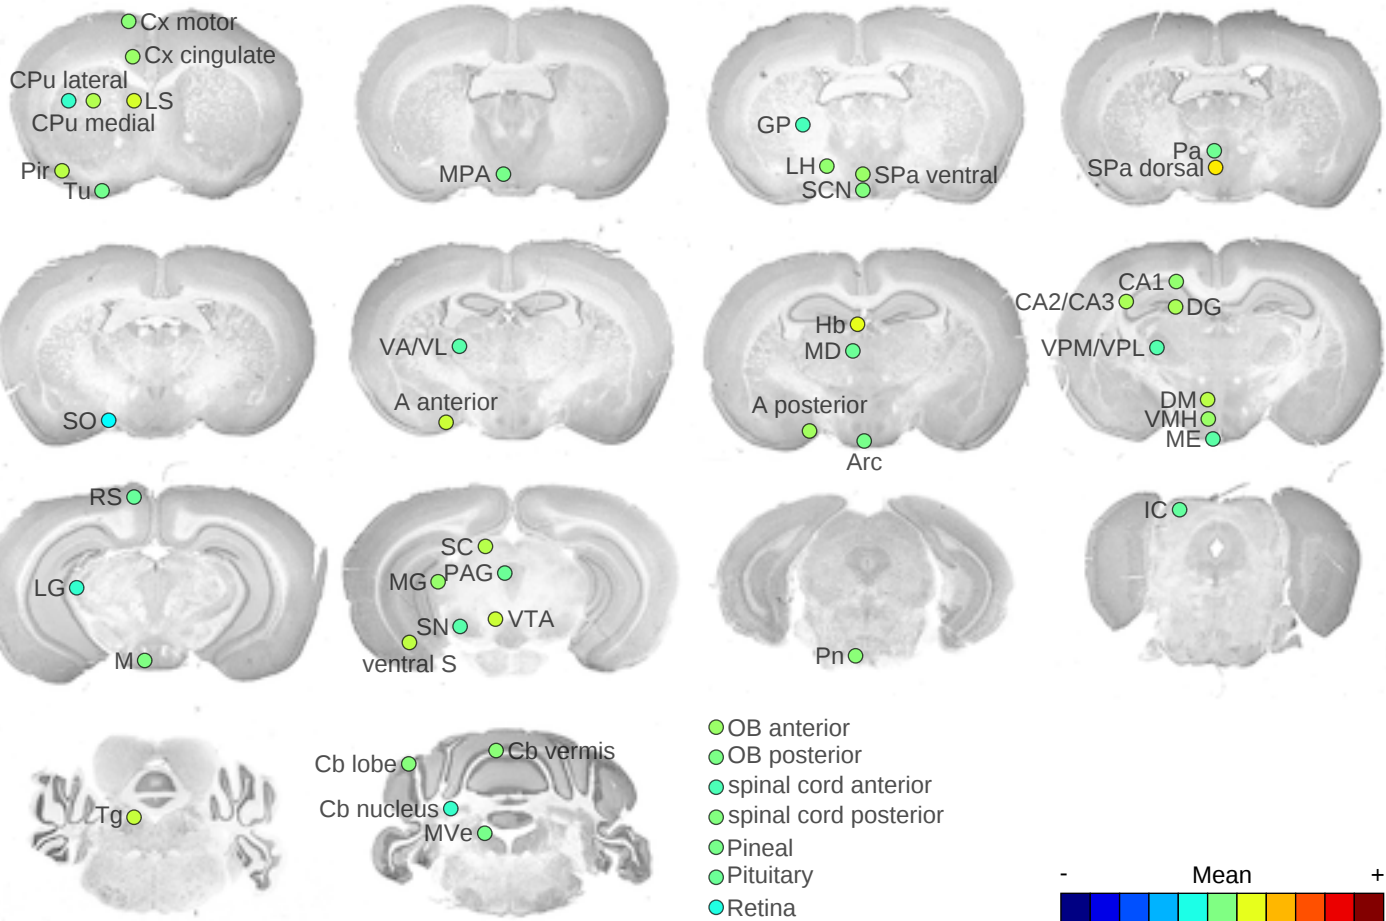 Cx motor
Cx cingulate
CPu lateral
LS
CPu medial
Pir
Tu
MPA
GP
LH
SPa ventral
SCN
Pa
SPa dorsal
SO
VA/VL
A anterior
Hb
MD
A posterior
Arc
CA1
CA2/CA3
DG
VPM/VPL
DM
VMH
ME
RS
LG
M
SC
MG
PAG
SN
VTA
ventral S
Pn
IC
Tg
Cb lobe
Cb vermis
Cb nucleus
MVe
OB anterior
OB posterior
spinal cord anterior
spinal cord posterior
Pineal
Pituitary
Retina
- Mean +